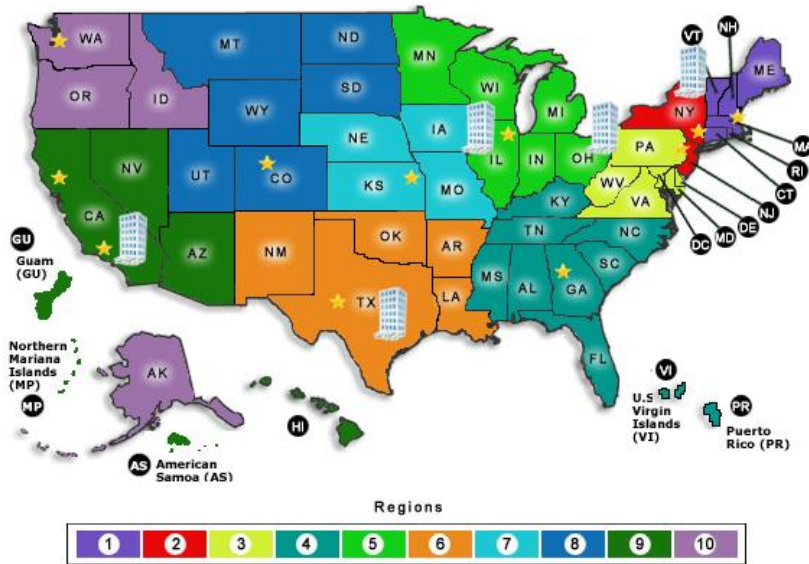 VT
NH
WA
MT
ND
MN
ME
OR
ID
SD
WI
MI
NY
WY
MA
RI
CT
NJ
DE
MD
DC
NV
UT
CO
NE
IA
IL
IN
OH
PA
WV
VA
KS
MO
KY
CA
AZ
NM
OK
AR
TN
NC
SC
MS
AL
GA
TX
LA
FL
GU
Guam
(GU)
Northern
Mariana
Islands
(MP)
MP
AK
HI
AS
American
Samoa (AS)
VI
U.S
Virgin
Islands
(VI)
PR
Puerto
Rico (PR)
Regions
1 2 3 4 5 6 7 8 9 10